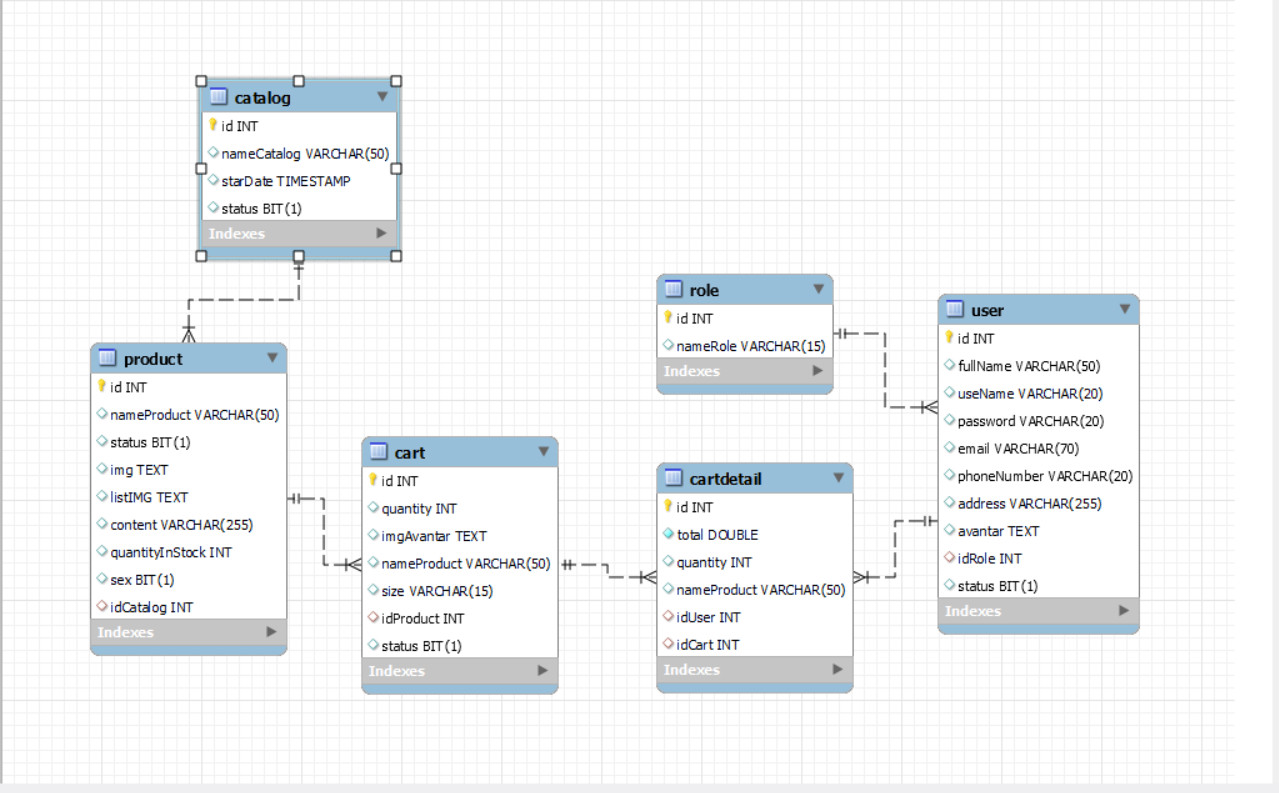 catalog
id INT
nameCatalog VARCHAR(50)
starDate TIMESTAMP
status BIT(1)
Indexes
product
id INT
nameProduct VARCHAR(50)
status BIT(1)
img TEXT
listIMG TEXT
content VARCHAR(255)
quantityInStock INT
sex BIT(1)
idCatalog INT
Indexes
cart
id INT
quantity INT
imgAvantar TEXT
nameProduct VARCHAR(50)
size VARCHAR(15)
idProduct INT
status BIT(1)
Indexes
role
id INT
nameRole VARCHAR(15)
Indexes
cartdetail
id INT
total DOUBLE
quantity INT
nameProduct VARCHAR(50)
idUser INT
idCart INT
Indexes
user
id INT
fullName VARCHAR(50)
useName VARCHAR(20)
password VARCHAR(20)
email VARCHAR(70)
phoneNumber VARCHAR(20)
address VARCHAR(255)
avantar TEXT
idRole INT
status BIT(1)
Indexes